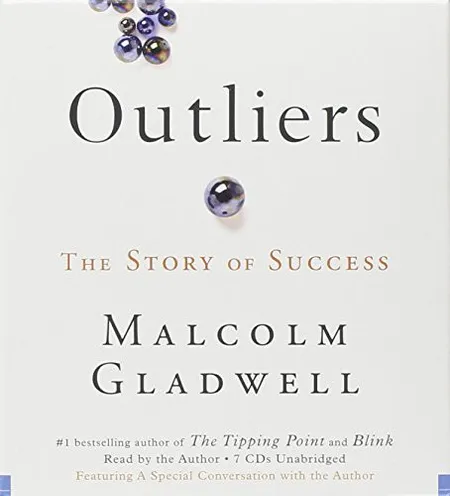 Outliers
The Story of Success
Malcolm
Gladwell
#1 bestselling author of The Tipping Point and Blink
Read by the Author • 7 CDs Unabridged
Featuring A Special Conversation with the Author